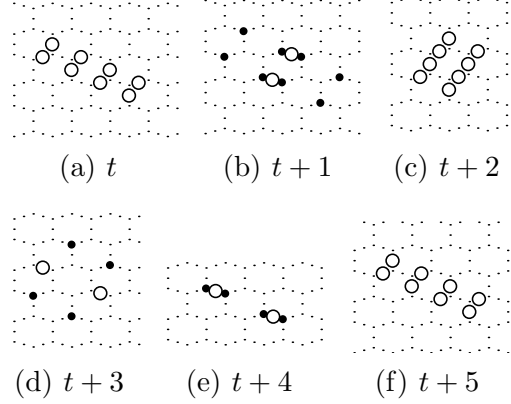 (a) t
(b) t + 1
(c) t + 2
(d) t + 3
(e) t + 4
(f) t + 5